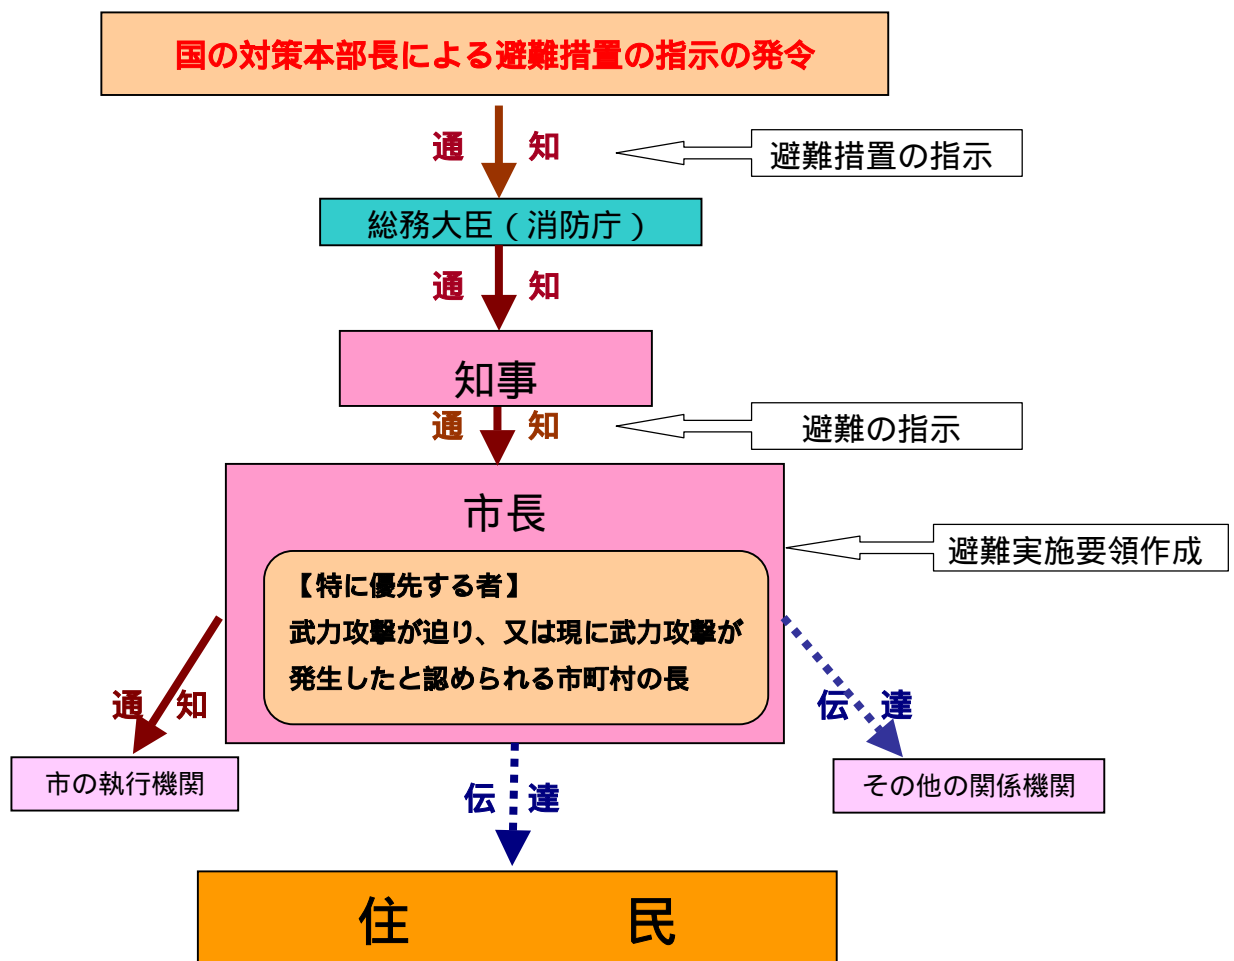 国の対策本部長による避難措置の指示の発令
通　知
避難措置の指示
総務大臣（消防庁）
通　知
知事
通　知
避難の指示
市長
避難実施要領作成
【特に優先する者】
武力攻撃が迫り、又は現に武力攻撃が
発生したと認められる市町村の長
通　知
伝　達
市の執行機関
伝　達
その他の関係機関
住　民